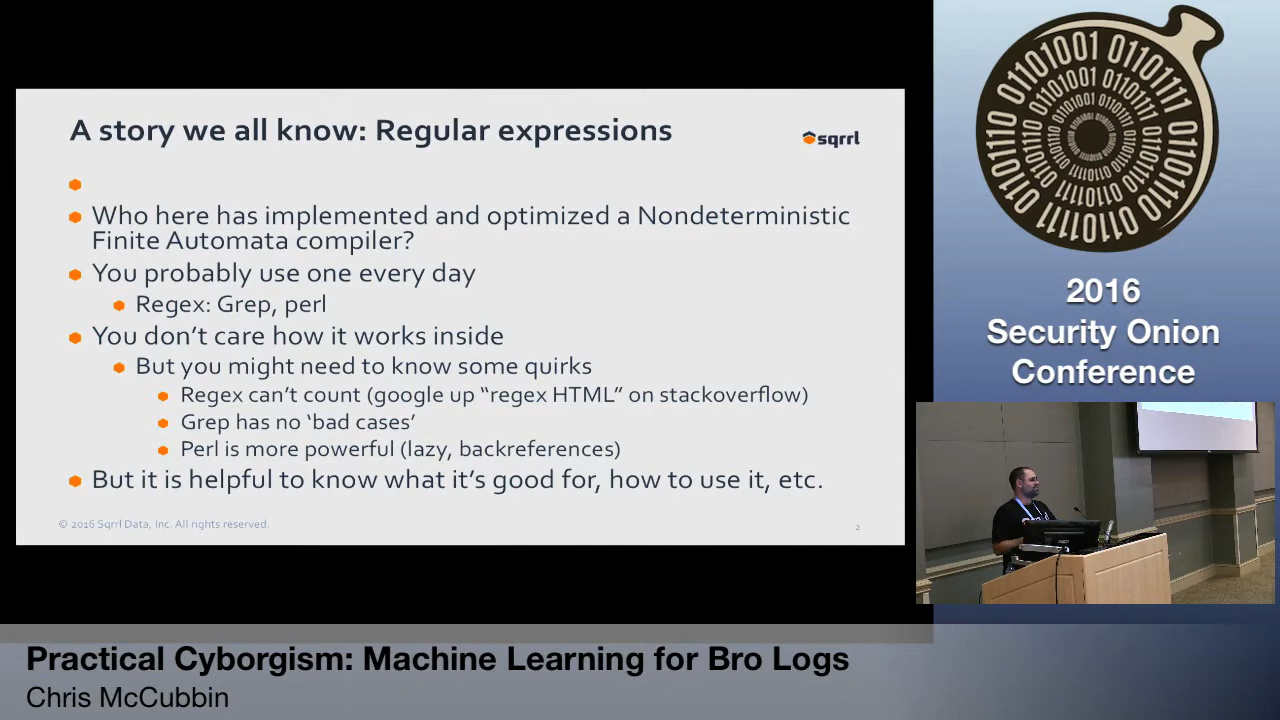 A story we all know: Regular expressions
sqrrl
Who here has implemented and optimized a Nondeterministic
Finite Automata compiler?
You probably use one every day
Regex: Grep, perl
You don’t care how it works inside
But you might need to know some quirks
Regex can’t count (google up “regex HTML” on stackoverflow)
Grep has no ‘bad cases’
Perl is more powerful (lazy, backreferences)
But it is helpful to know what it’s good for, how to use it, etc.
© 2016 Sqrrl Data, Inc. All rights reserved.
2
2016
Security Onion
Conference
Practical Cyborgism: Machine Learning for Bro Logs
Chris McCubbin